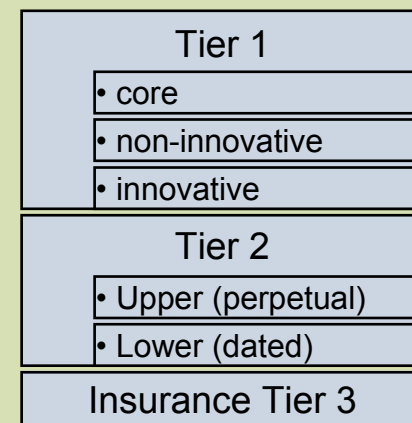 Tier 1
• core
• non-innovative
• innovative
Tier 2
• Upper (perpetual)
• Lower (dated)
Insurance Tier 3